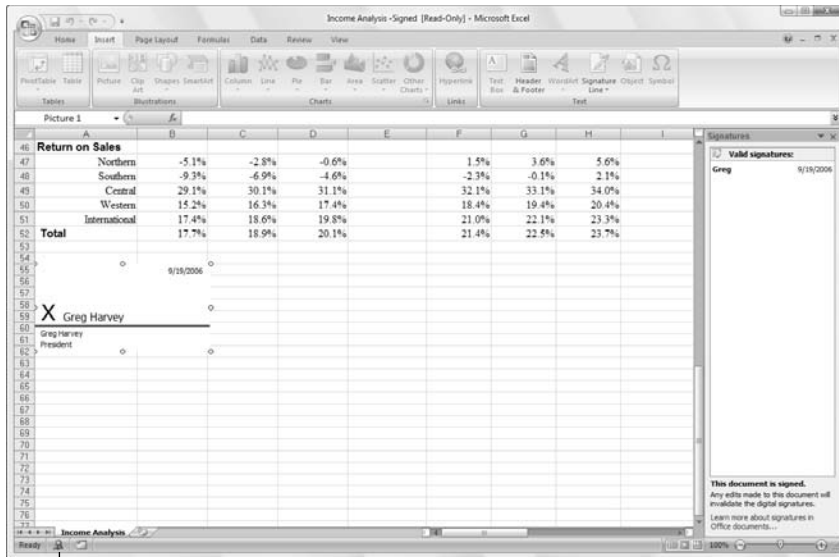 Income Analysis -Signed [Read-Only] - Microsoft Excel
Home Insert Page Layout Formulas Data Review View
PivotTable Table Picture Clip Art Shapes SmartArt Column Line Pie Bar Area Scatter Other Charts Hyperlink Text Box Header & Footer WordArt Signature Line Object Symbol
Tables Illustrations Charts Links Text
Picture 1 fx
A B C D E F G H I
46 Return on Sales
47 Northern -5.1% -2.8% -0.6% 1.5% 3.6% 5.6%
48 Southern -9.3% -6.9% -4.6% -2.3% -0.1% 2.1%
49 Central 29.1% 30.1% 31.1% 32.1% 33.1% 34.0%
50 Western 15.2% 16.3% 17.4% 18.4% 19.4% 20.4%
51 International 17.4% 18.6% 19.8% 21.0% 22.1% 23.3%
52 Total 17.7% 18.9% 20.1% 21.4% 22.5% 23.7%
53
54
55 9/19/2006
56
57
58
59 X Greg Harvey
60
61 Greg Harvey
62 President
63
64
65
66
67
68
69
70
71
72
73
74
75
76
77
Signatures
Valid signatures:
Greg 9/19/2006
This document is signed.
Any edits made to this document will
invalidate the digital signatures.
Learn more about signatures in
Office documents...
Income Analysis
Ready 100%